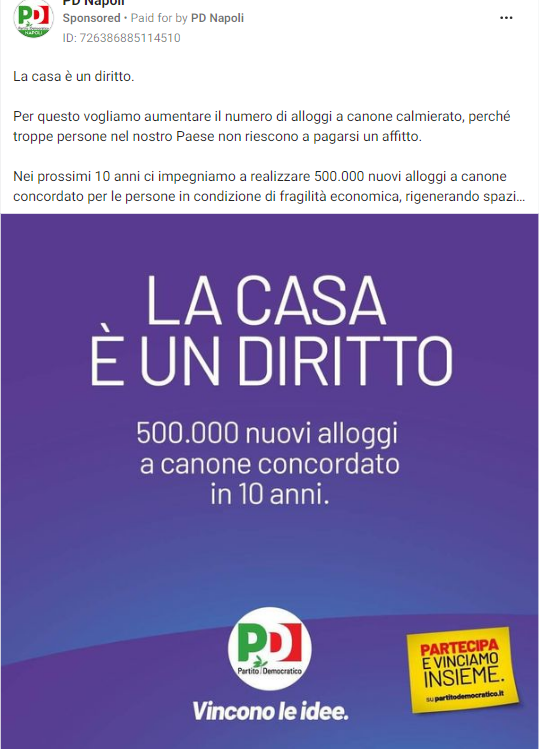 PD Napoli
Sponsored • Paid for by PD Napoli
ID: 726386885114510
La casa è un diritto.
Per questo vogliamo aumentare il numero di alloggi a canone calmierato, perché
troppe persone nel nostro Paese non riescono a pagarsi un affitto.
Nei prossimi 10 anni ci impegniamo a realizzare 500.000 nuovi alloggi a canone
concordato per le persone in condizione di fragilità economica, rigenerando spazi...
LA CASA
È UN DIRITTO
500.000 nuovi alloggi
a canone concordato
in 10 anni.
PD
Partito Democratico
Vincono le idee.
PARTECIPA
E VINCIAMO
INSIEME.
su partitodemocratico.it